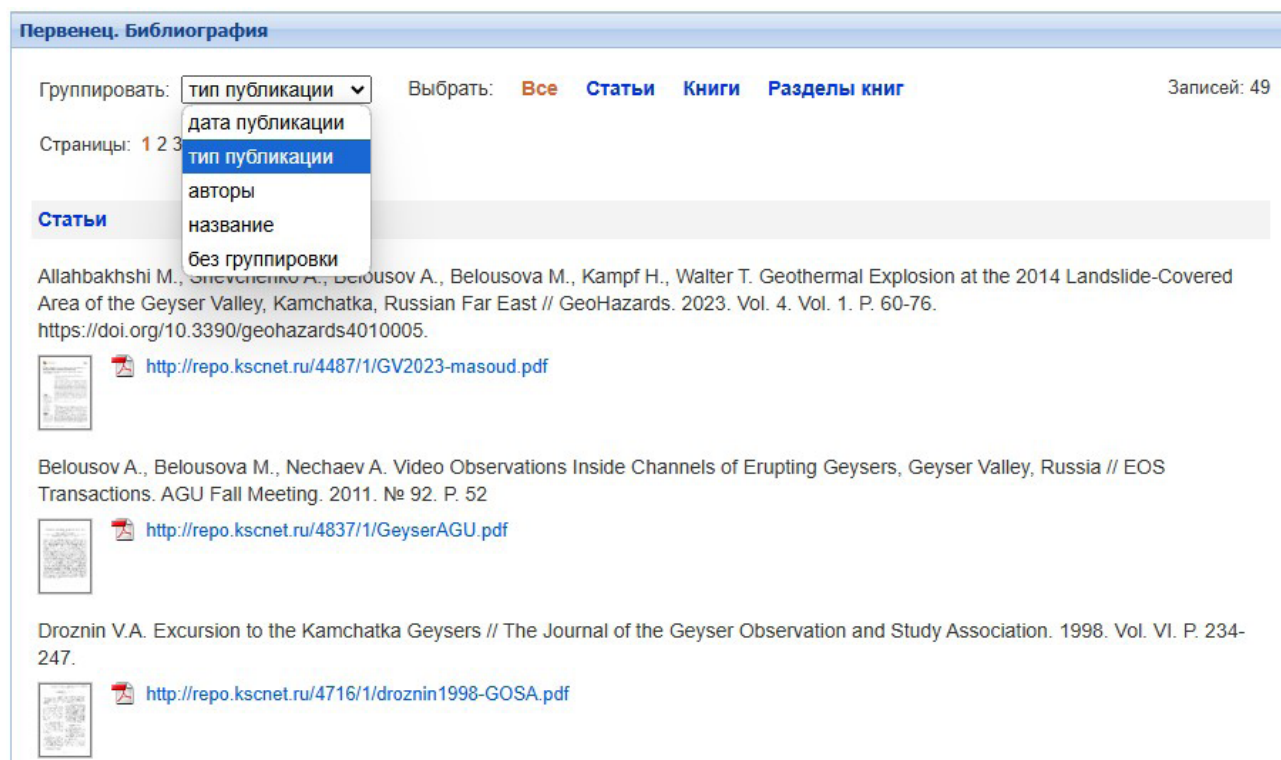 Первенец. Библиография
Группировать: тип публикации Выбрать: Все Статьи Книги Разделы книг Записей: 49
дата публикации
Страницы: 1 2 3
тип публикации
авторы
Статьи
название
без группировки
Allahbakhshi M., Shevchenko A., Belousov A., Belousova M., Kampf H., Walter T. Geothermal Explosion at the 2014 Landslide-Covered
Area of the Geyser Valley, Kamchatka, Russian Far East // GeoHazards. 2023. Vol. 4. Vol. 1. P. 60-76.
https://doi.org/10.3390/geohazards4010005.
http://repo.kscnet.ru/4487/1/GV2023-masoud.pdf
Belousov A., Belousova M., Nechaev A. Video Observations Inside Channels of Erupting Geysers, Geyser Valley, Russia // EOS
Transactions. AGU Fall Meeting. 2011. № 92. P. 52
http://repo.kscnet.ru/4837/1/GeyserAGU.pdf
Droznin V.A. Excursion to the Kamchatka Geysers // The Journal of the Geyser Observation and Study Association. 1998. Vol. VI. P. 234-
247.
http://repo.kscnet.ru/4716/1/droznin1998-GOSA.pdf